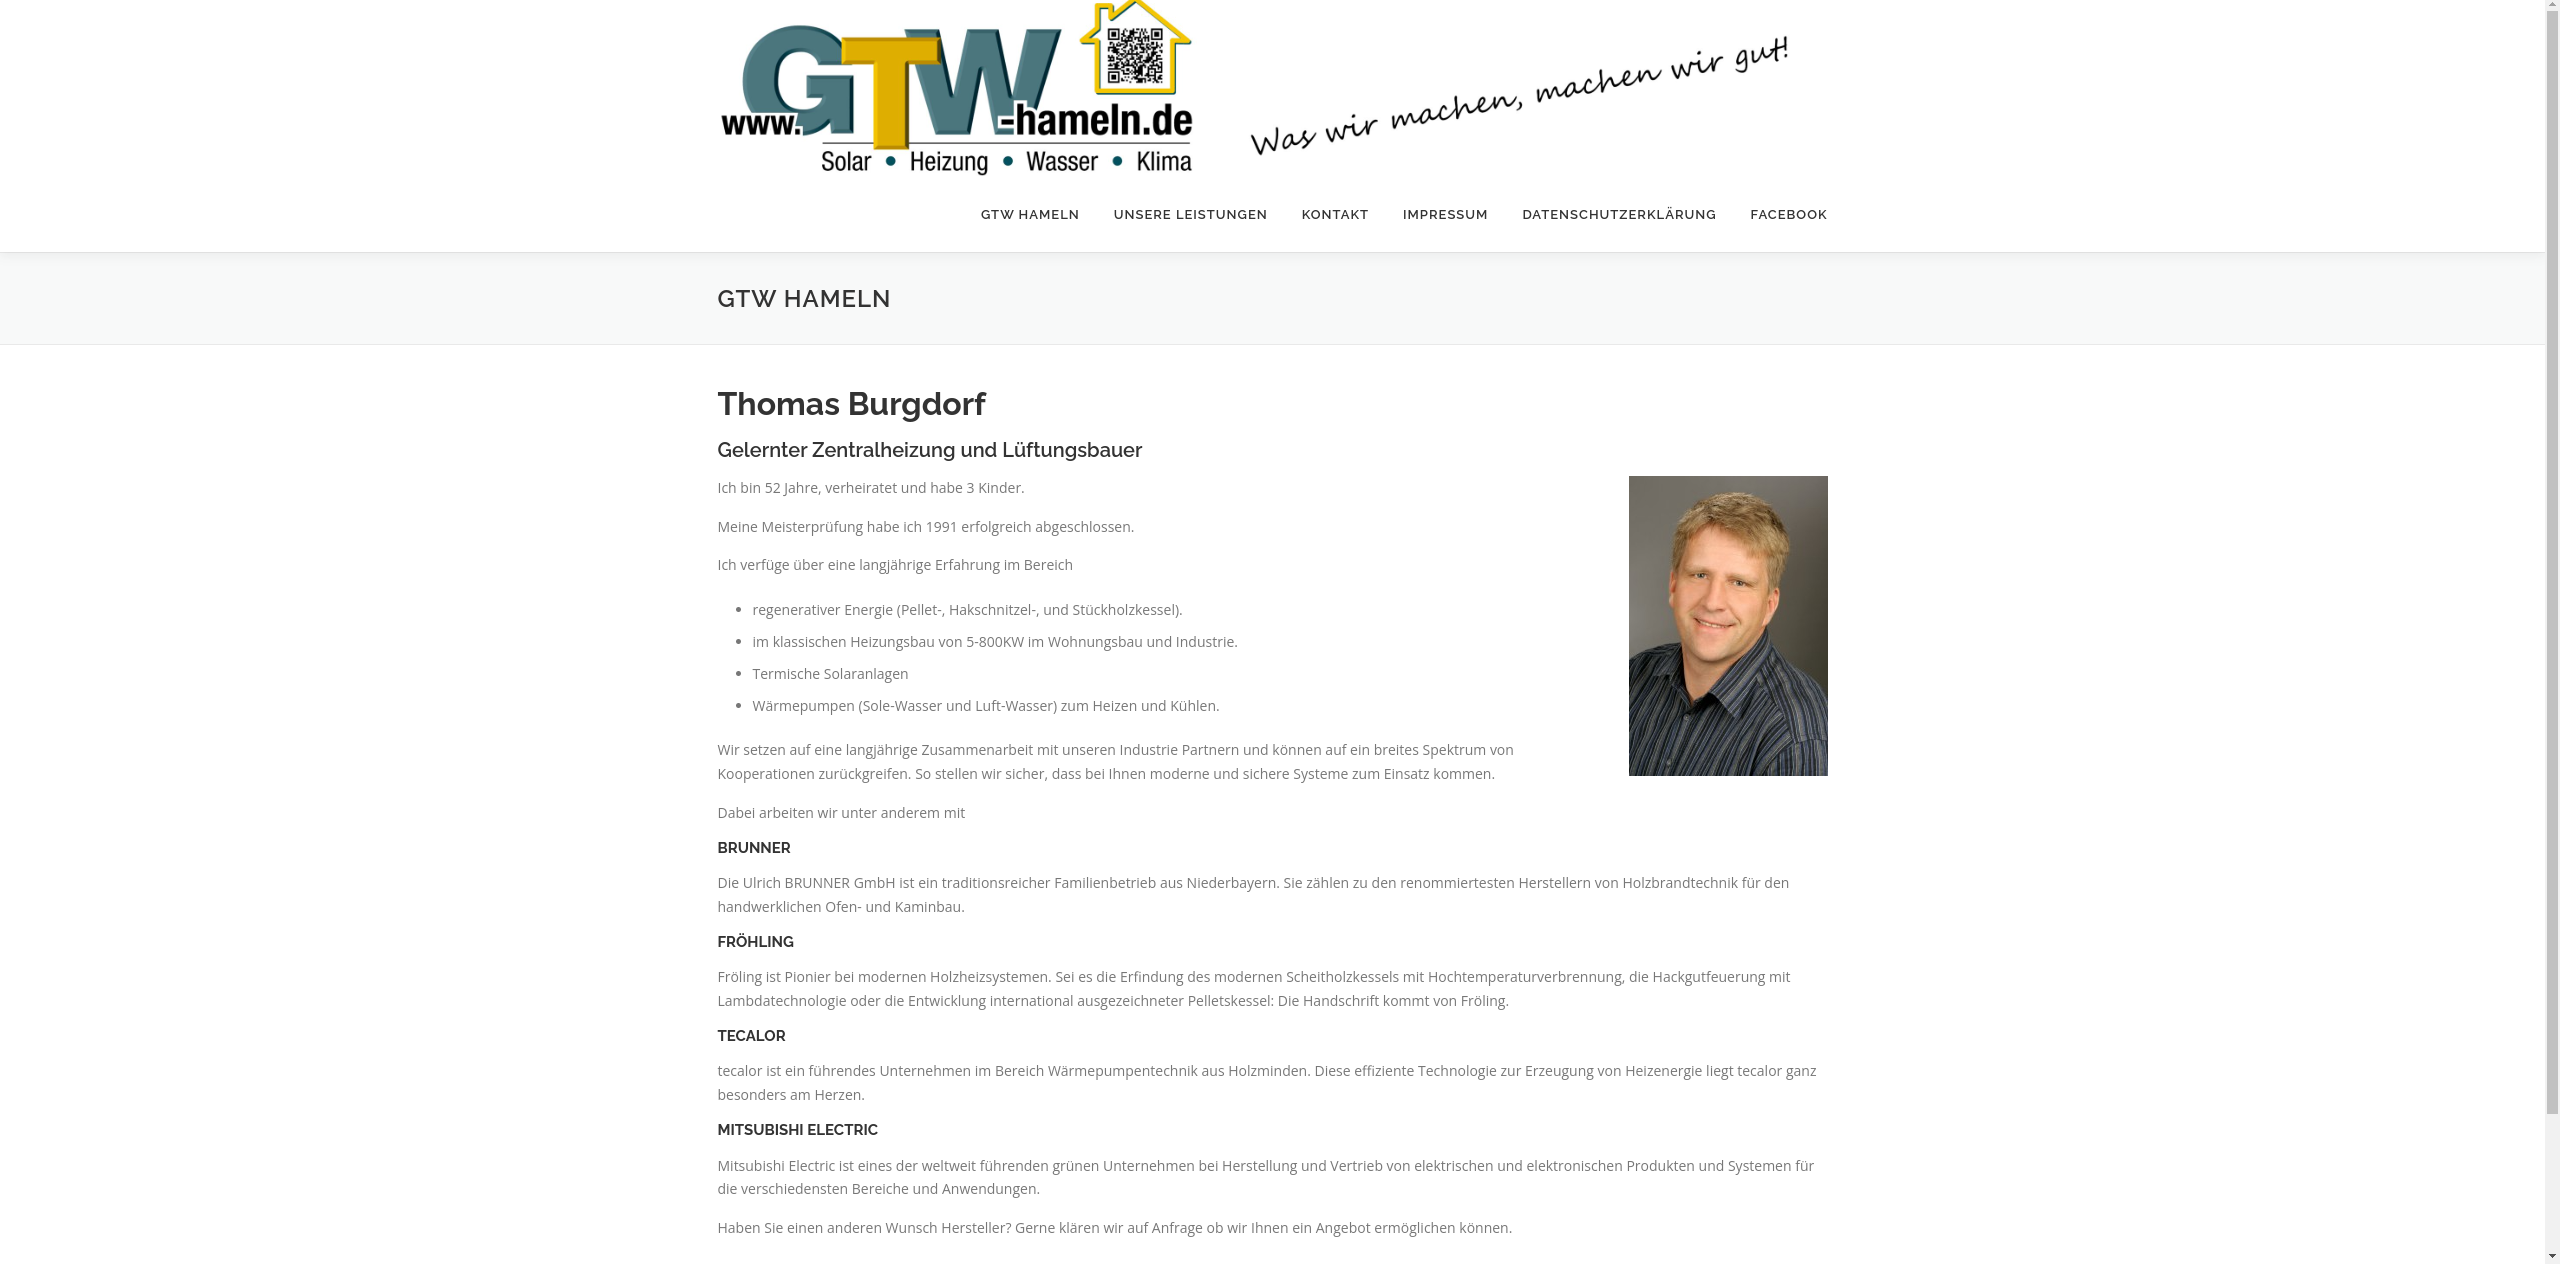 www.GTW-hameln.de
Solar • Heizung • Wasser • Klima
Was wir machen, machen wir gut!
GTW HAMELN UNSERE LEISTUNGEN KONTAKT IMPRESSUM DATENSCHUTZERKLÄRUNG FACEBOOK
GTW HAMELN
Thomas Burgdorf
Gelernter Zentralheizung und Lüftungsbauer
Ich bin 52 Jahre, verheiratet und habe 3 Kinder.
Meine Meisterprüfung habe ich 1991 erfolgreich abgeschlossen.
Ich verfüge über eine langjährige Erfahrung im Bereich
• regenerativer Energie (Pellet-, Hakschnitzel-, und Stückholzkessel).
• im klassischen Heizungsbau von 5-800KW im Wohnungsbau und Industrie.
• Termische Solaranlagen
• Wärmepumpen (Sole-Wasser und Luft-Wasser) zum Heizen und Kühlen.
Wir setzen auf eine langjährige Zusammenarbeit mit unseren Industrie Partnern und können auf ein breites Spektrum von
Kooperationen zurückgreifen. So stellen wir sicher, dass bei Ihnen moderne und sichere Systeme zum Einsatz kommen.
Dabei arbeiten wir unter anderem mit
BRUNNER
Die Ulrich BRUNNER GmbH ist ein traditionsreicher Familienbetrieb aus Niederbayern. Sie zählen zu den renommiertesten Herstellern von Holzbrandtechnik für den
handwerklichen Ofen- und Kaminbau.
FRÖHLING
Fröling ist Pionier bei modernen Holzheizsystemen. Sei es die Erfindung des modernen Scheitholzkessels mit Hochtemperaturverbrennung, die Hackgutfeuerung mit
Lambdatechnologie oder die Entwicklung international ausgezeichneter Pelletskessel: Die Handschrift kommt von Fröling.
TECALOR
tecalor ist ein führendes Unternehmen im Bereich Wärmepumpentechnik aus Holzminden. Diese effiziente Technologie zur Erzeugung von Heizenergie liegt tecalor ganz
besonders am Herzen.
MITSUBISHI ELECTRIC
Mitsubishi Electric ist eines der weltweit führenden grünen Unternehmen bei Herstellung und Vertrieb von elektrischen und elektronischen Produkten und Systemen für
die verschiedensten Bereiche und Anwendungen.
Haben Sie einen anderen Wunsch Hersteller? Gerne klären wir auf Anfrage ob wir Ihnen ein Angebot ermöglichen können.